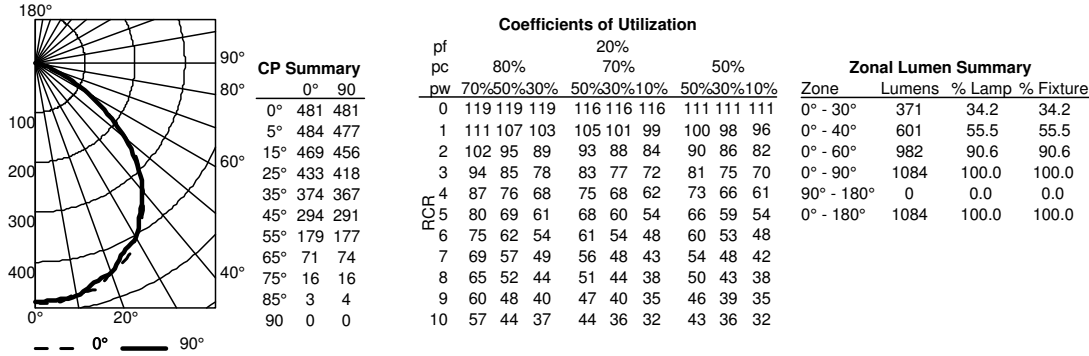 180°
90°
80°
60°
40°
100
200
300
400
0° 20°
0° 90°
CP Summary
0° 90
0° 481 481
5° 484 477
15° 469 456
25° 433 418
35° 374 367
45° 294 291
55° 179 177
65° 71 74
75° 16 16
85° 3 4
90 0 0
Coefficients of Utilization
pf 20%
pc 80% 70% 50%
pw 70%50%30% 50%30%10% 50%30%10%
RCR
0 119 119 119 116 116 116 111 111 111
1 111 107 103 105 101 99 100 98 96
2 102 95 89 93 88 84 90 86 82
3 94 85 78 83 77 72 81 75 70
4 87 76 68 75 68 62 73 66 61
5 80 69 61 68 60 54 66 59 54
6 75 62 54 61 54 48 60 53 48
7 69 57 49 56 48 43 54 48 42
8 65 52 44 51 44 38 50 43 38
9 60 48 40 47 40 35 46 39 35
10 57 44 37 44 36 32 43 36 32
Zonal Lumen Summary
Zone Lumens % Lamp % Fixture
0° - 30° 371 34.2 34.2
0° - 40° 601 55.5 55.5
0° - 60° 982 90.6 90.6
0° - 90° 1084 100.0 100.0
90° - 180° 0 0.0 0.0
0° - 180° 1084 100.0 100.0